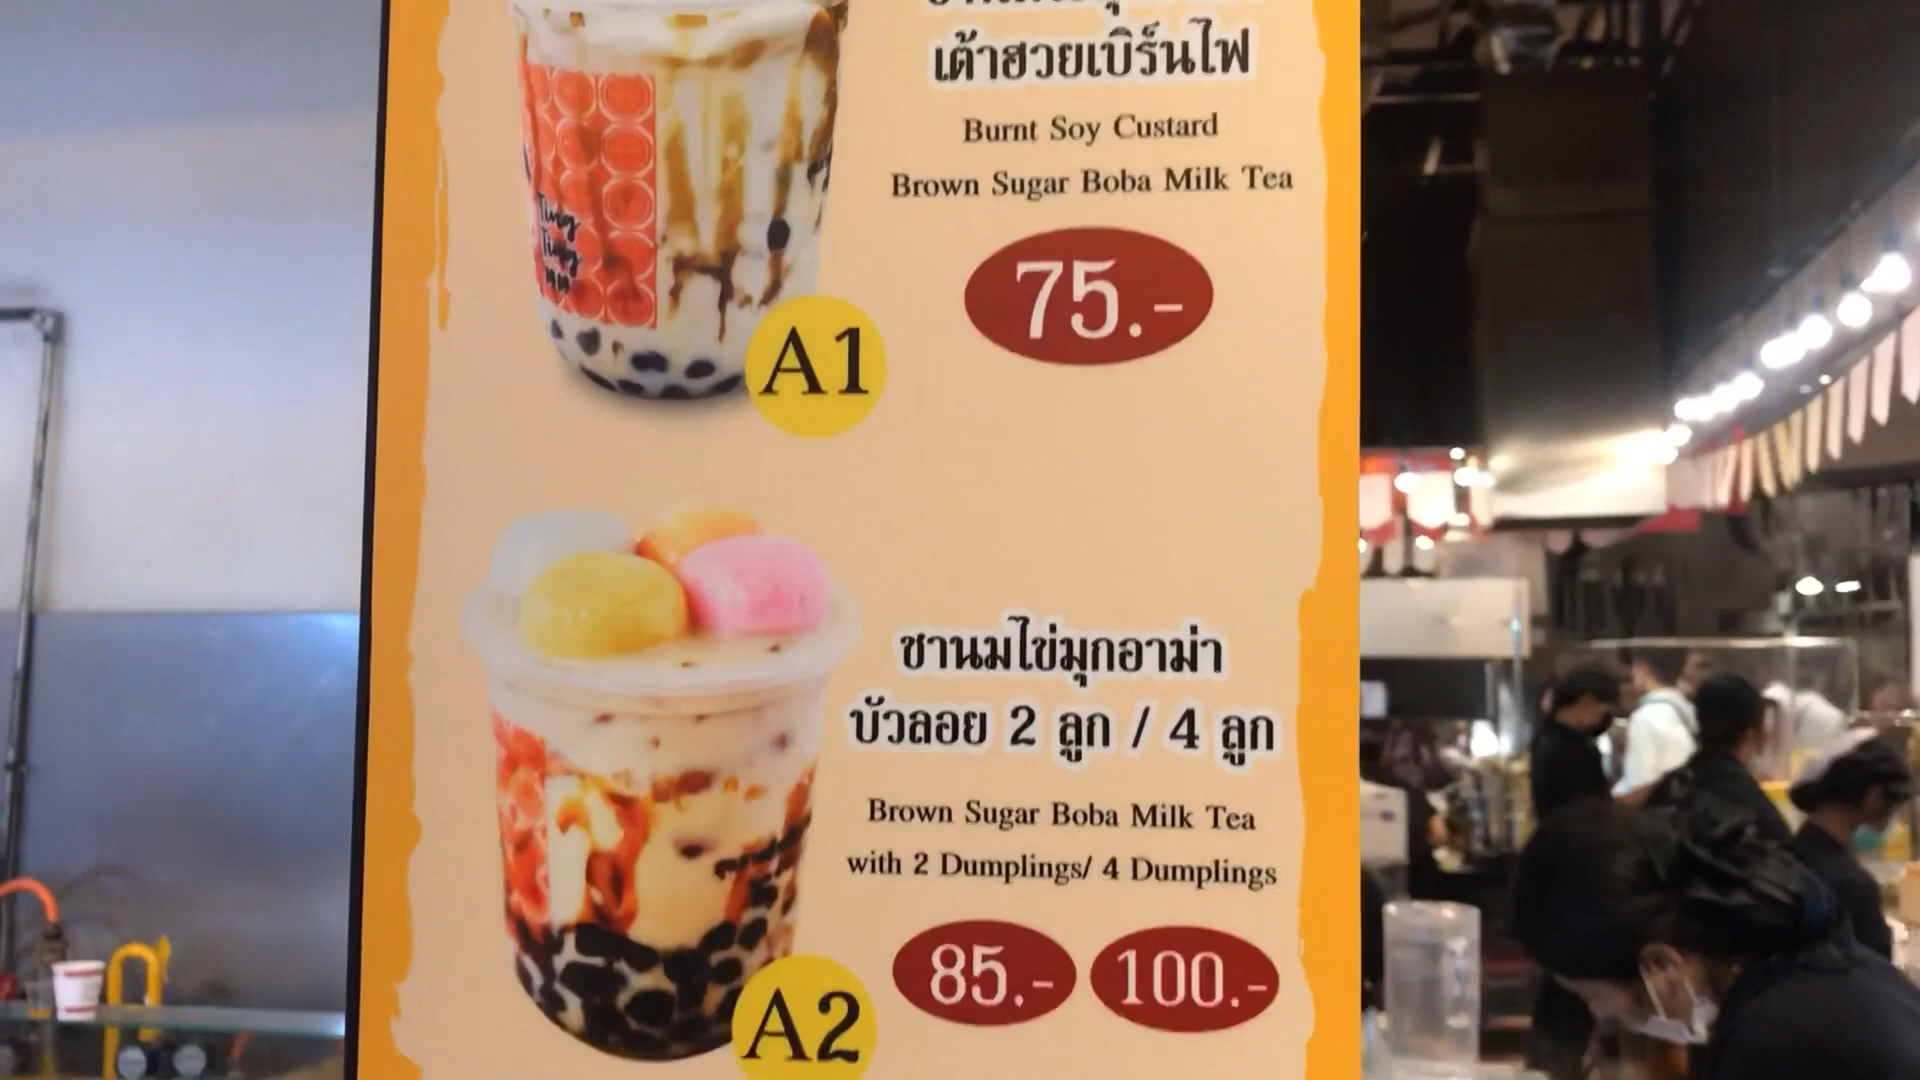 เต้าฮวยเบิร์นไฟ
Burnt Soy Custard
Brown Sugar Boba Milk Tea
75.-
Ting
Ting
A1
ชานมไข่มุกอาม่า
บัวลอย 2 ลูก / 4 ลูก
Brown Sugar Boba Milk Tea
with 2 Dumplings/ 4 Dumplings
85.- 100.-
A2